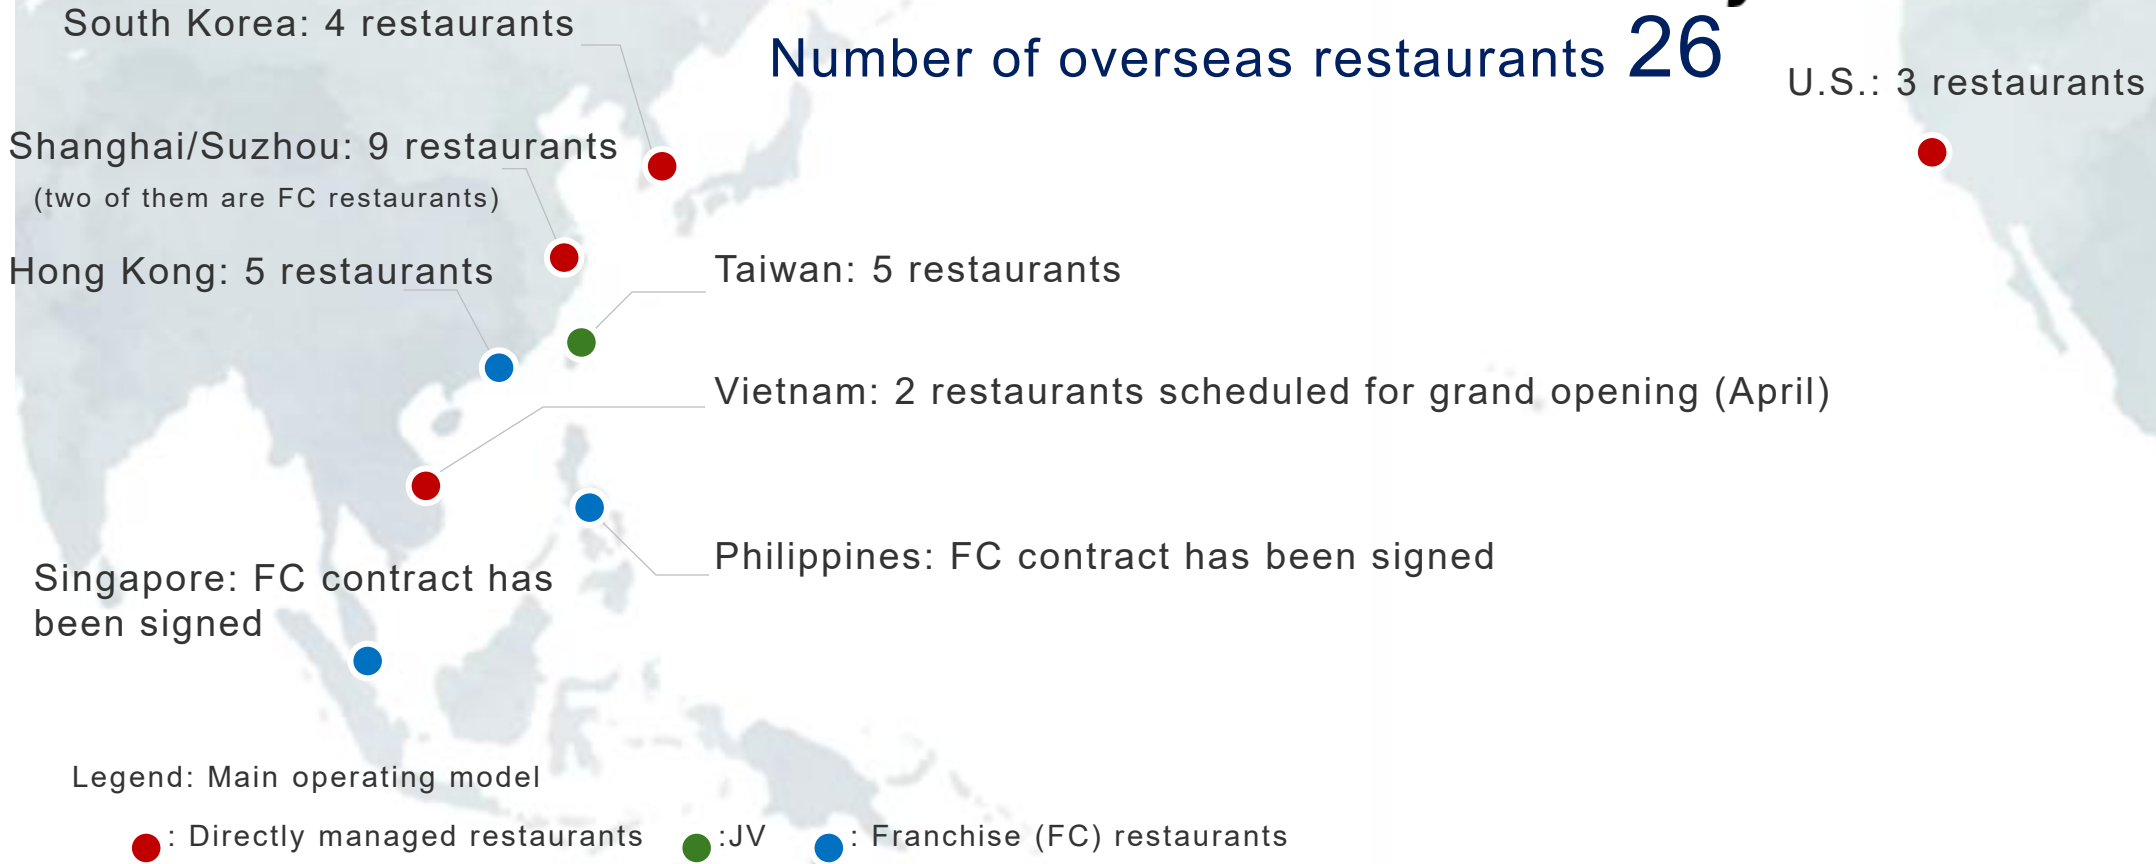 South Korea: 4 restaurants
Number of overseas restaurants 26
U.S.: 3 restaurants
Shanghai/Suzhou: 9 restaurants
(two of them are FC restaurants)
Hong Kong: 5 restaurants
Taiwan: 5 restaurants
Vietnam: 2 restaurants scheduled for grand opening (April)
Philippines: FC contract has been signed
Singapore: FC contract has
been signed
Legend: Main operating model
: Directly managed restaurants
:JV
: Franchise (FC) restaurants